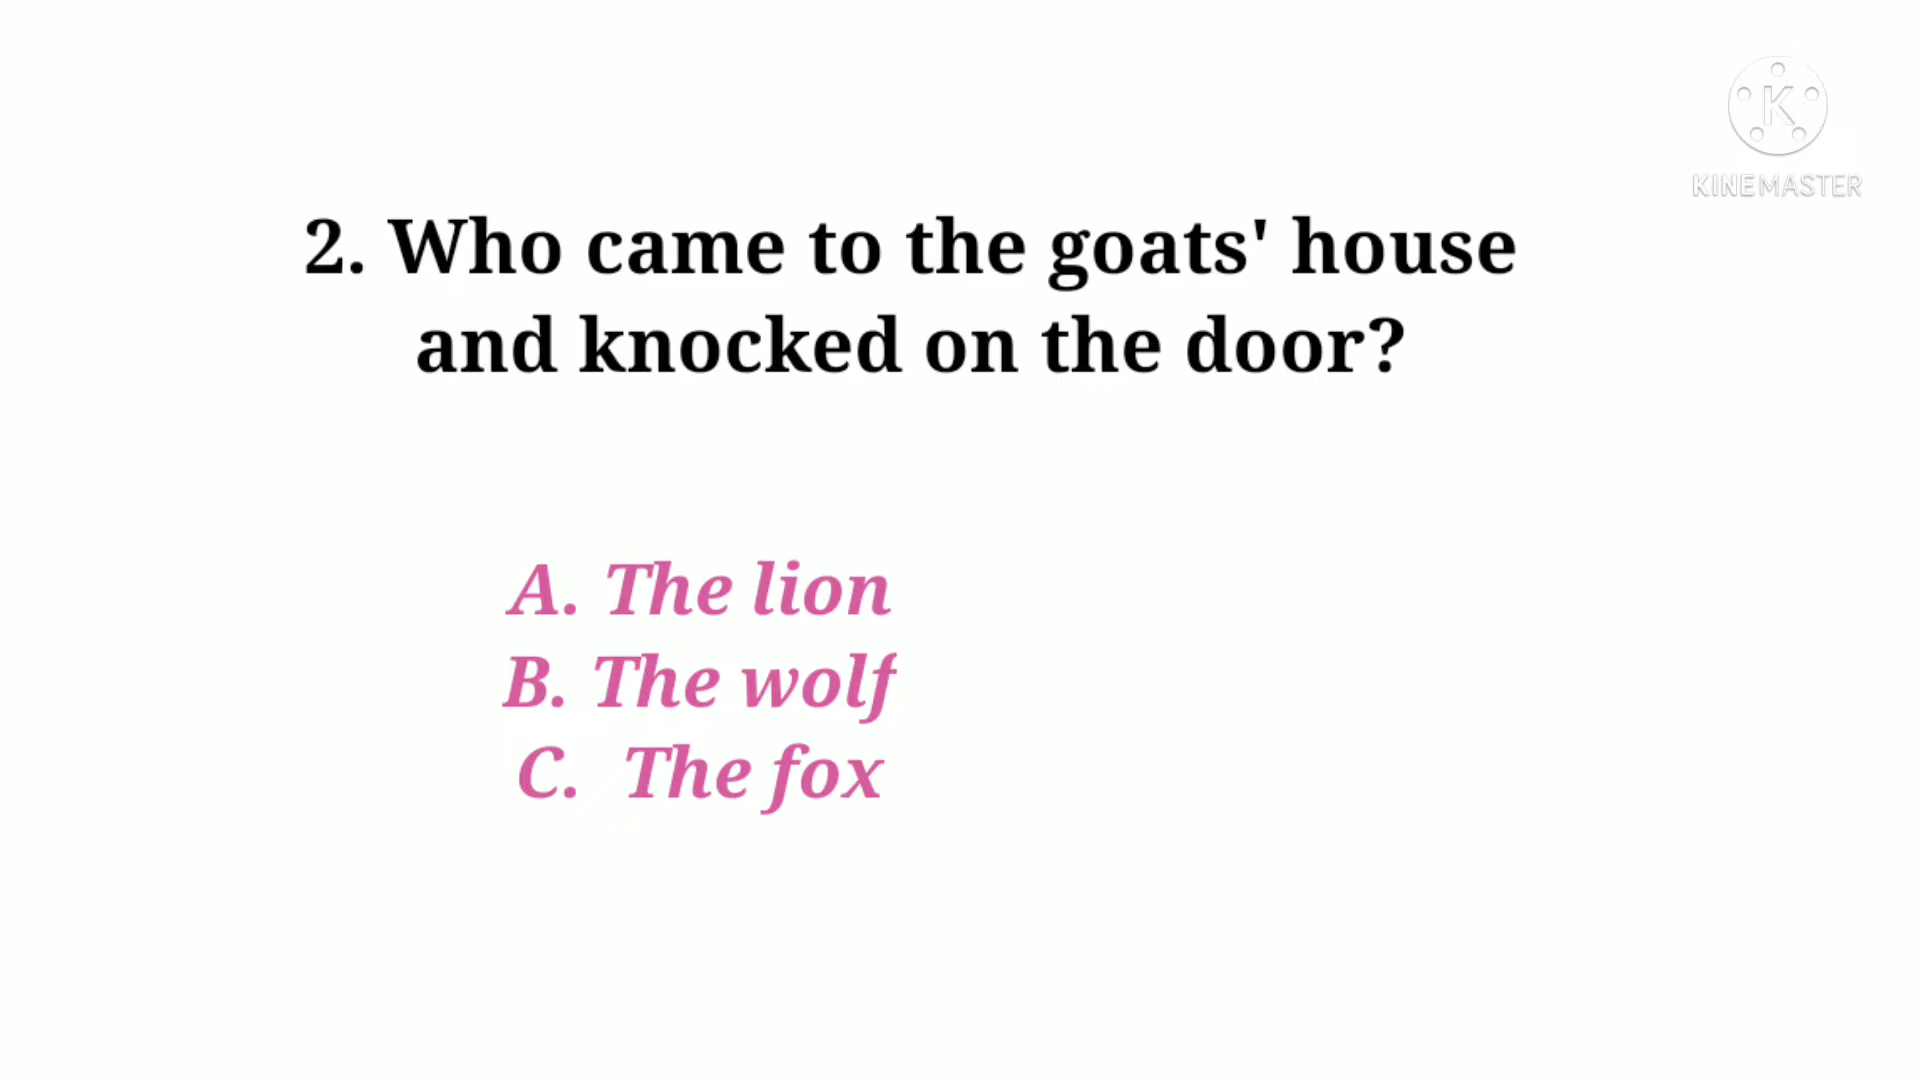 K
KINEMASTER
2. Who came to the goats' house
and knocked on the door?
A. The lion
B. The wolf
C. The fox